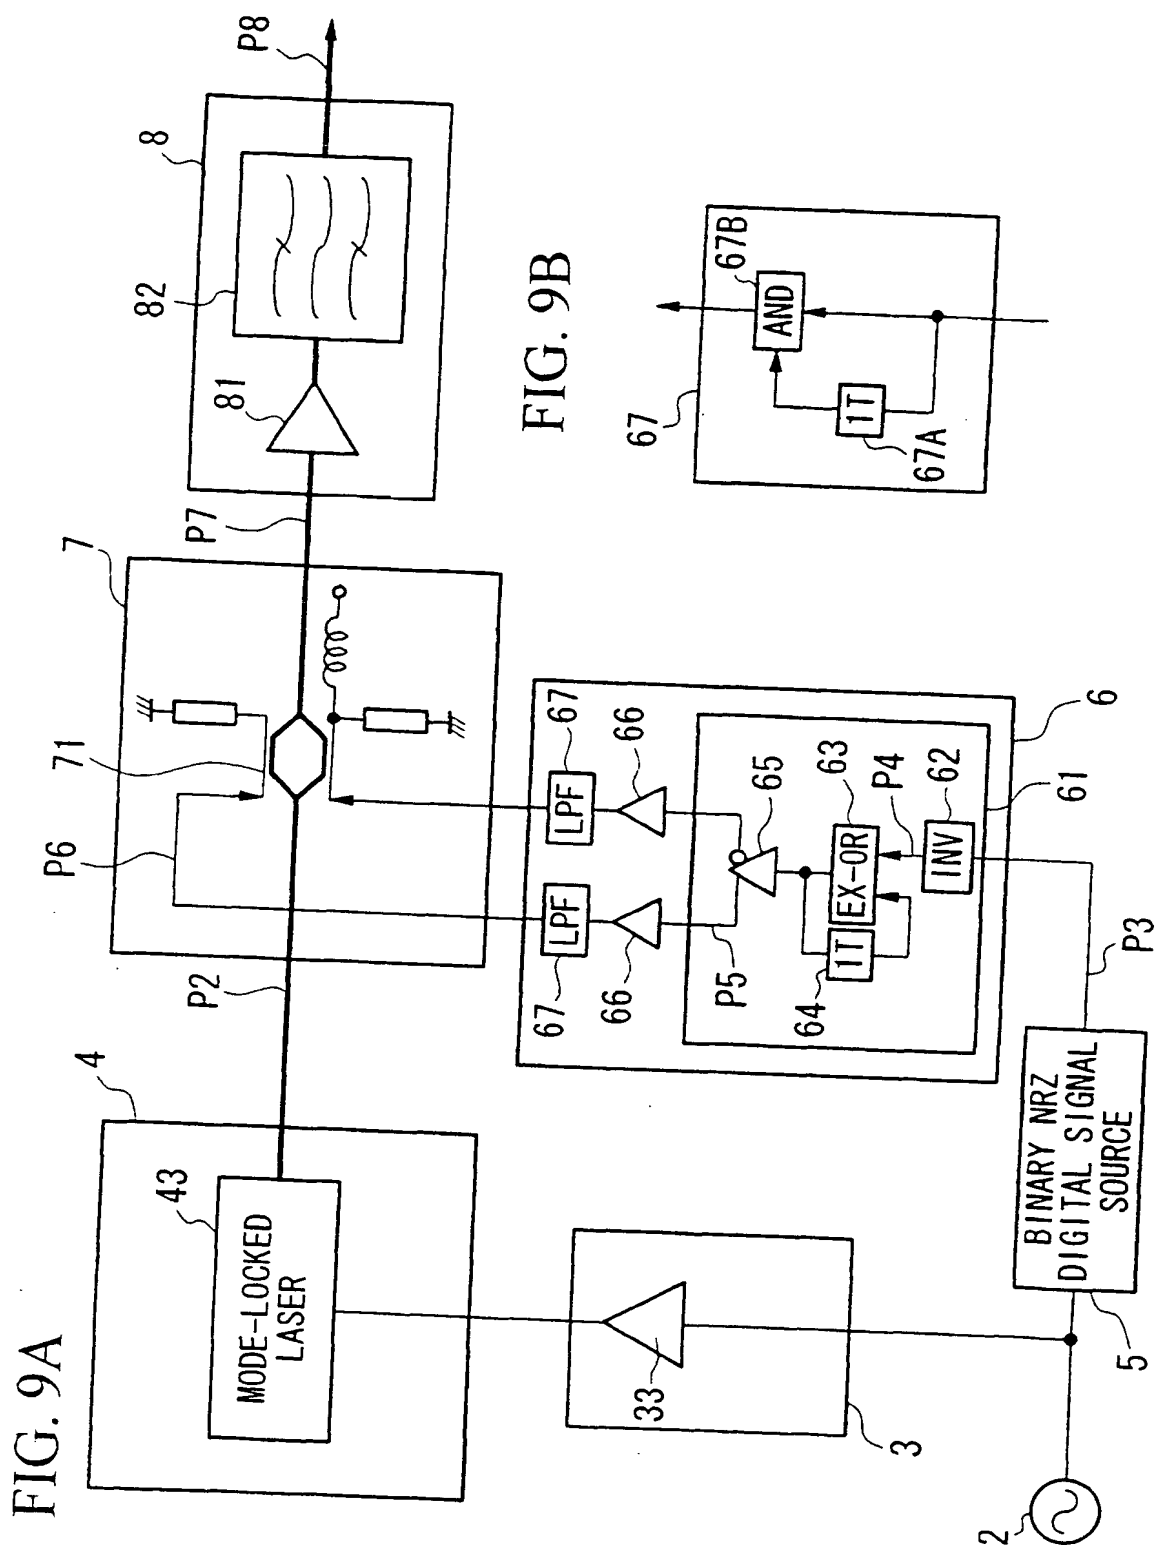 FIG. 9A
4
43
MODE-LOCKED
LASER
P2
7
71
P6
P7
8
81
82
P8
3
33
2
5
BINARY NRZ
DIGITAL SIGNAL
SOURCE
P3
6
61
INV
62
P4
EX-OR
63
1T
64
65
P5
66
66
LPF
67
LPF
67
FIG. 9B
67
1T
67A
AND
67B